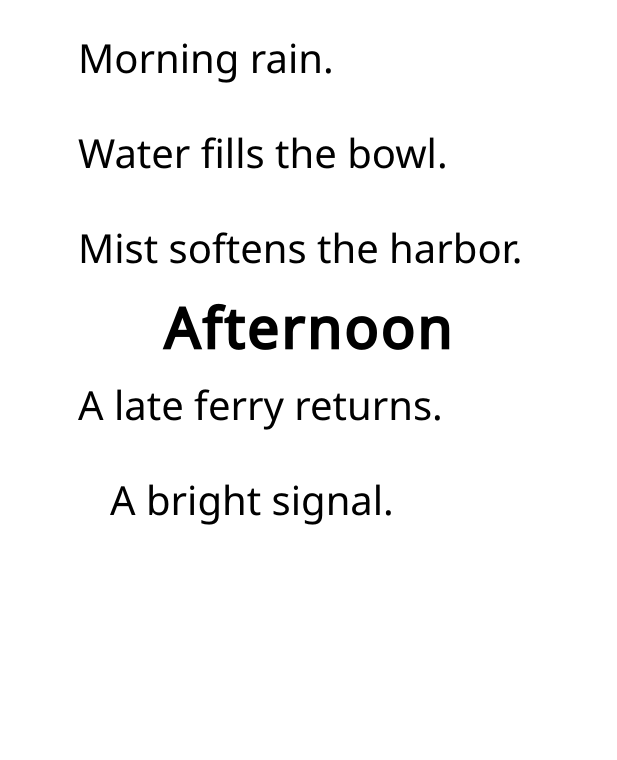 Morning rain.
Water fills the bowl.
Mist softens the harbor.
Afternoon
A late ferry returns.
A bright signal.